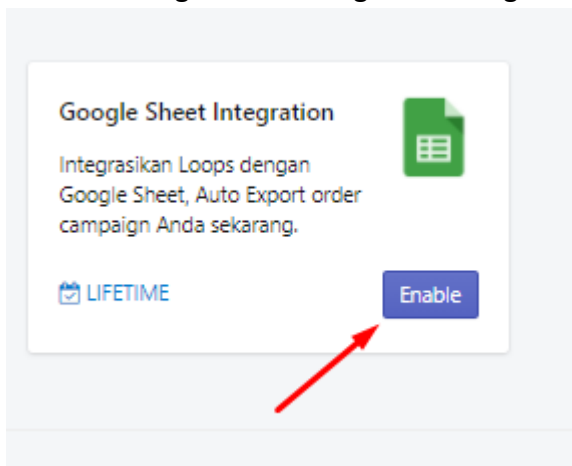 Google Sheet Integration
Integrasikan Loops dengan
Google Sheet, Auto Export order
campaign Anda sekarang.
LIFETIME
Enable